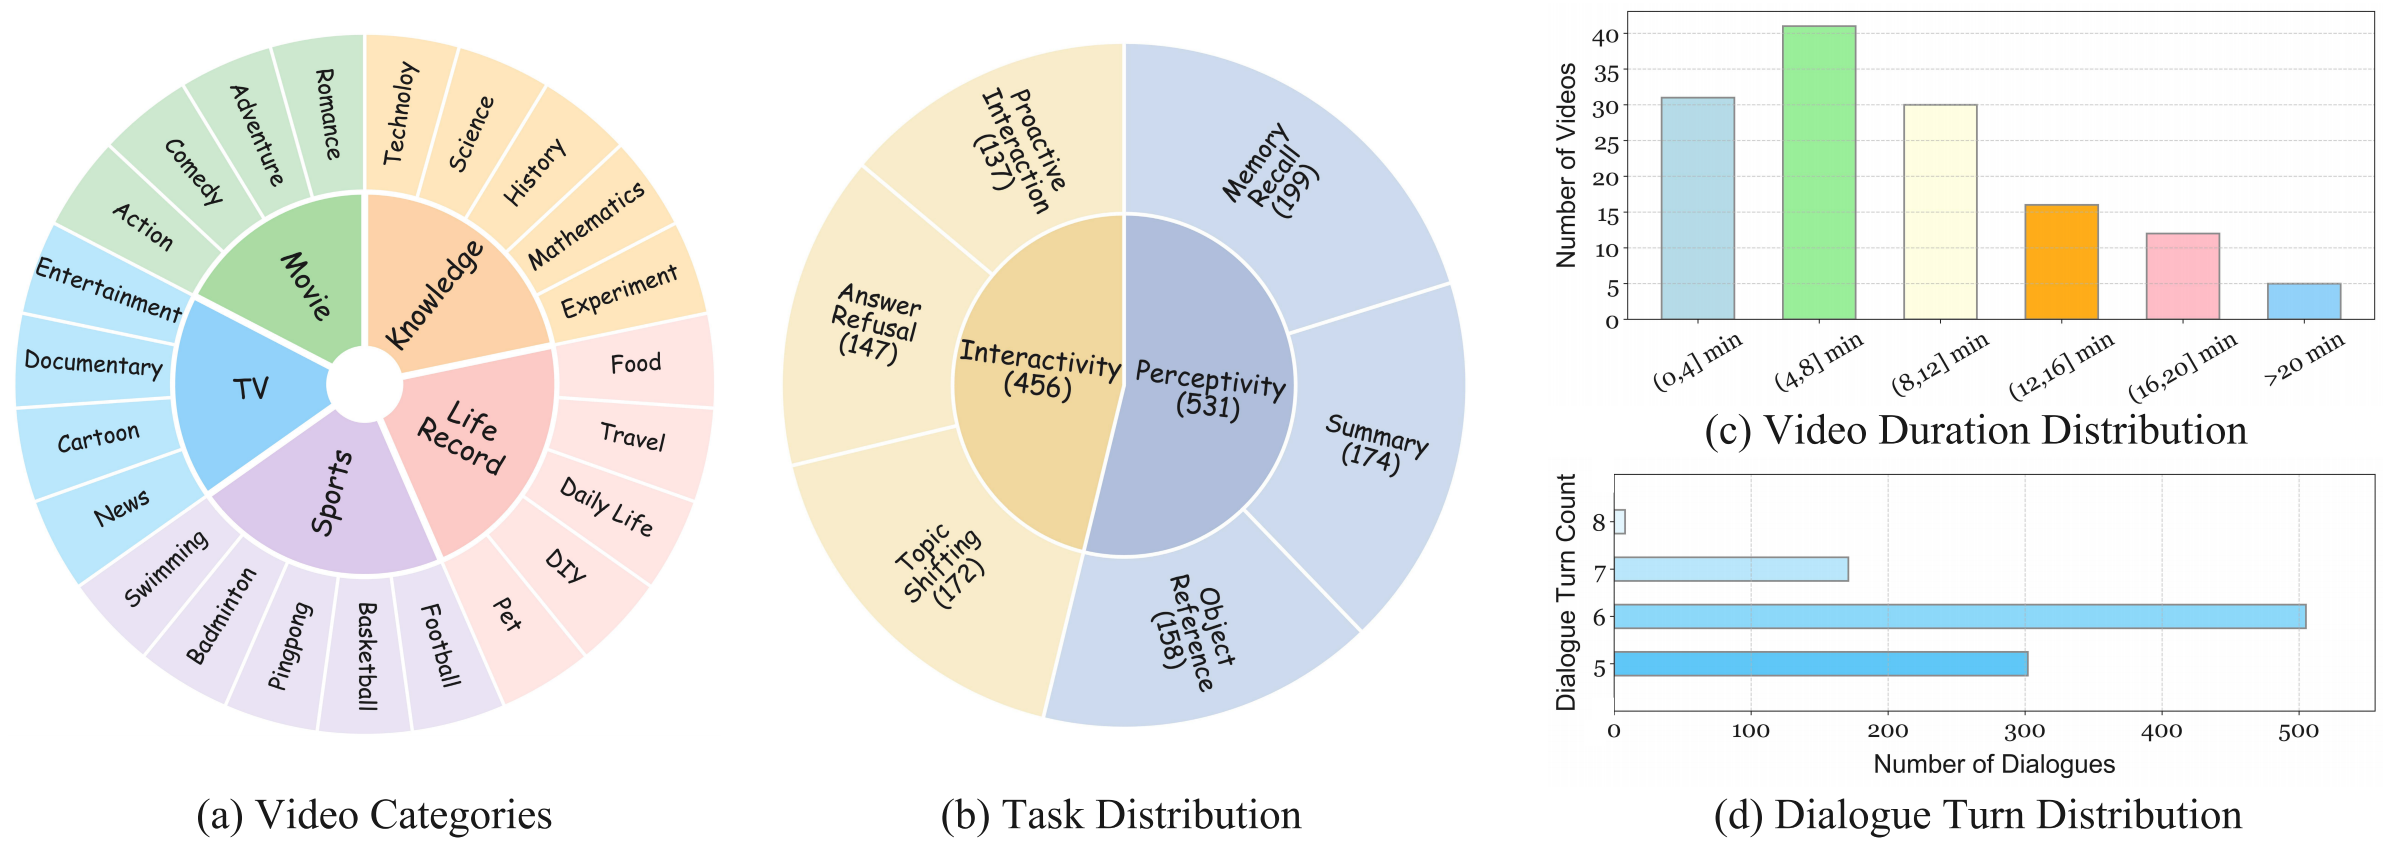 Romance
Adventure
Comedy
Action
Movie
Technoloy
Science
History
Mathematics
Experiment
Knowledge
Entertainment
Documentary
Cartoon
News
TV
Food
Travel
Daily Life
DIY
Pet
Life
Record
Swimming
Badminton
Pingpong
Basketball
Football
Sports
(a) Video Categories
Proactive
Interaction
(137)
Answer
Refusal
(147)
Topic
Shifting
(172)
Interactivity
(456)
Memory
Recall
(199)
Summary
(174)
Object
Reference
(158)
Perceptivity
(531)
(b) Task Distribution
Number of Videos
40
35
30
25
20
15
10
5
0
(0,4] min
(4,8] min
(8,12] min
(12,16] min
(16,20] min
>20 min
(c) Video Duration Distribution
Dialogue Turn Count
8
7
6
5
0
100
200
300
400
500
Number of Dialogues
(d) Dialogue Turn Distribution